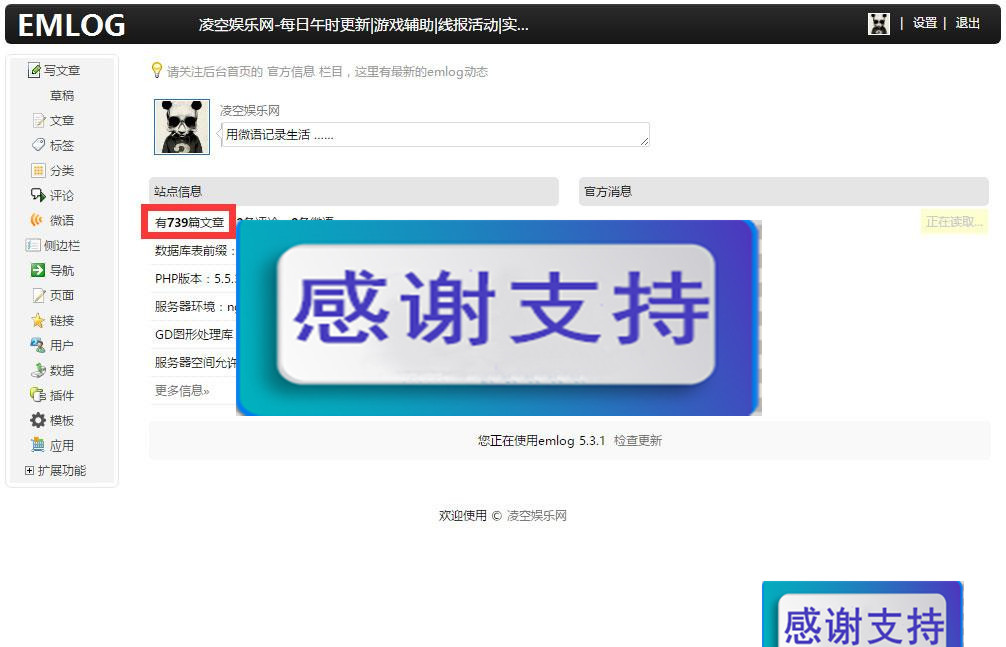 EMLOG
凌空娱乐网-每日午时更新|游戏辅助|线报活动|实...
| 设置 | 退出
写文章
草稿
文章
标签
分类
评论
微语
侧边栏
导航
页面
链接
用户
数据
插件
模板
应用
扩展功能
请关注后台首页的 官方信息 栏目，这里有最新的emlog动态
凌空娱乐网
用微语记录生活 ……
站点信息
有739篇文章
数据库表前缀：
PHP版本：5.5.
服务器环境：ng
GD图形处理库
服务器空间允许
更多信息»
官方消息
正在读取...
感谢支持
您正在使用emlog 5.3.1 检查更新
欢迎使用 © 凌空娱乐网
感谢支持